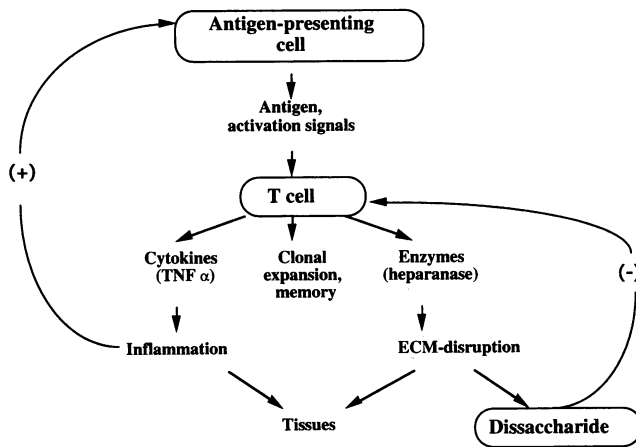 Antigen-presenting
cell
Antigen,
activation signals
(+)
T cell
Cytokines
(TNF α)
Clonal
expansion,
memory
Enzymes
(heparanase)
(-)
Inflammation
ECM-disruption
Tissues
Dissaccharide